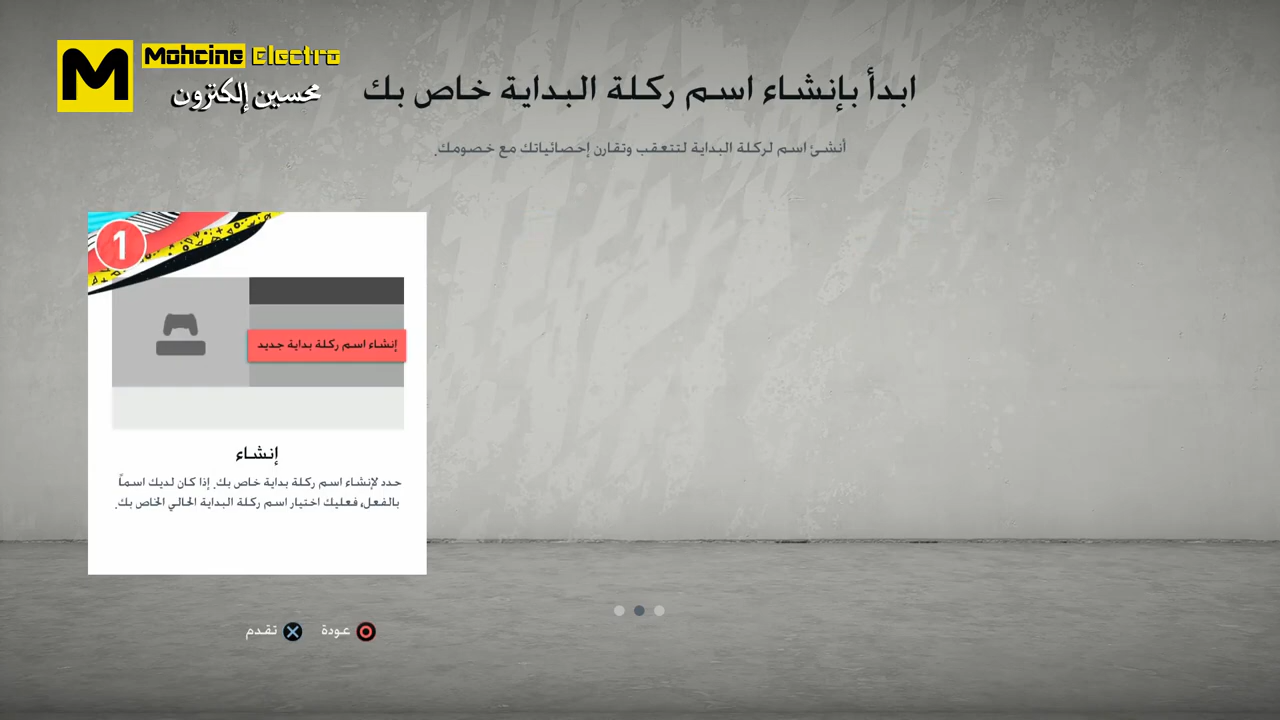 M
Mohcine Electro
محسين إلكترون
ابدأ بإنشاء اسم ركلة البداية خاص بك
أنشئ اسم لركلة البداية لتتعقب وتقارن إحصائياتك مع خصومك.
1
إنشاء اسم ركلة بداية جديد
إنشاء
حدد لإنشاء اسم ركلة بداية خاص بك. إذا كان لديك اسماً
بالفعل، فعليك اختيار اسم ركلة البداية الحالي الخاص بك.
عودة تقدم